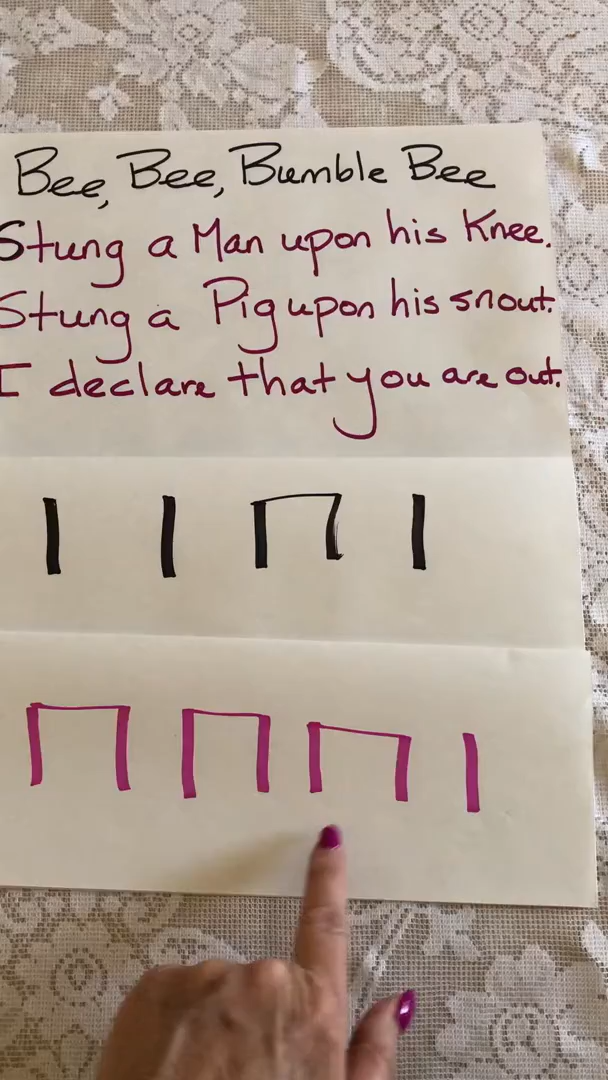 Bee, Bee, Bumble Bee
Stung a Man upon his Knee.
Stung a Pig upon his snout.
I declare that you are out.